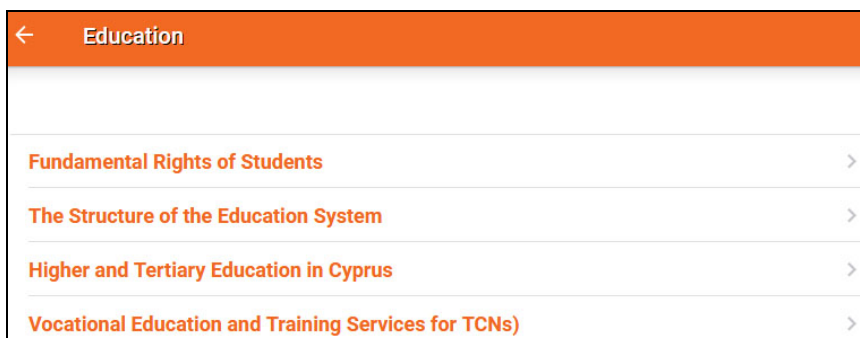 Education
Fundamental Rights of Students
The Structure of the Education System
Higher and Tertiary Education in Cyprus
Vocational Education and Training Services for TCNs)